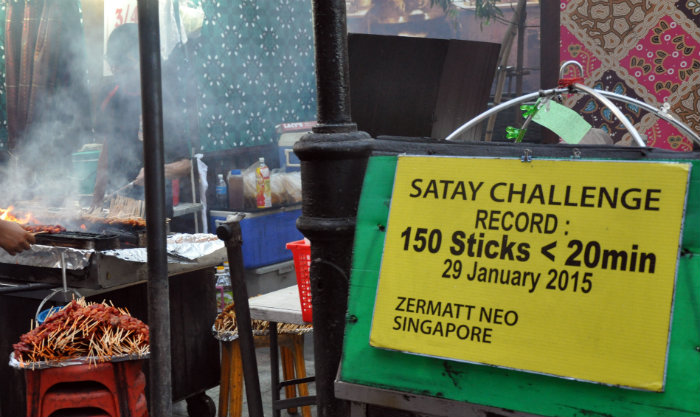 SATAY CHALLENGE
RECORD :
150 Sticks < 20min
29 January 2015
ZERMATT NEO
SINGAPORE